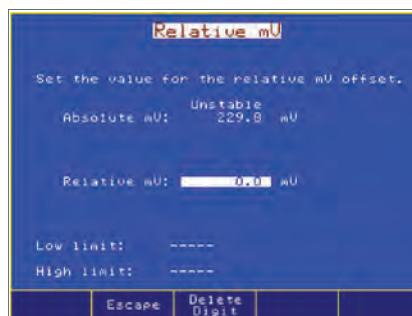 Relative mV
Set the value for the relative mV offset.
Unstable
Absolute mV: 229.8 mV
Relative mV: 0.0 mV
Low limit: -----
High limit: -----
Escape
Delete
Digit